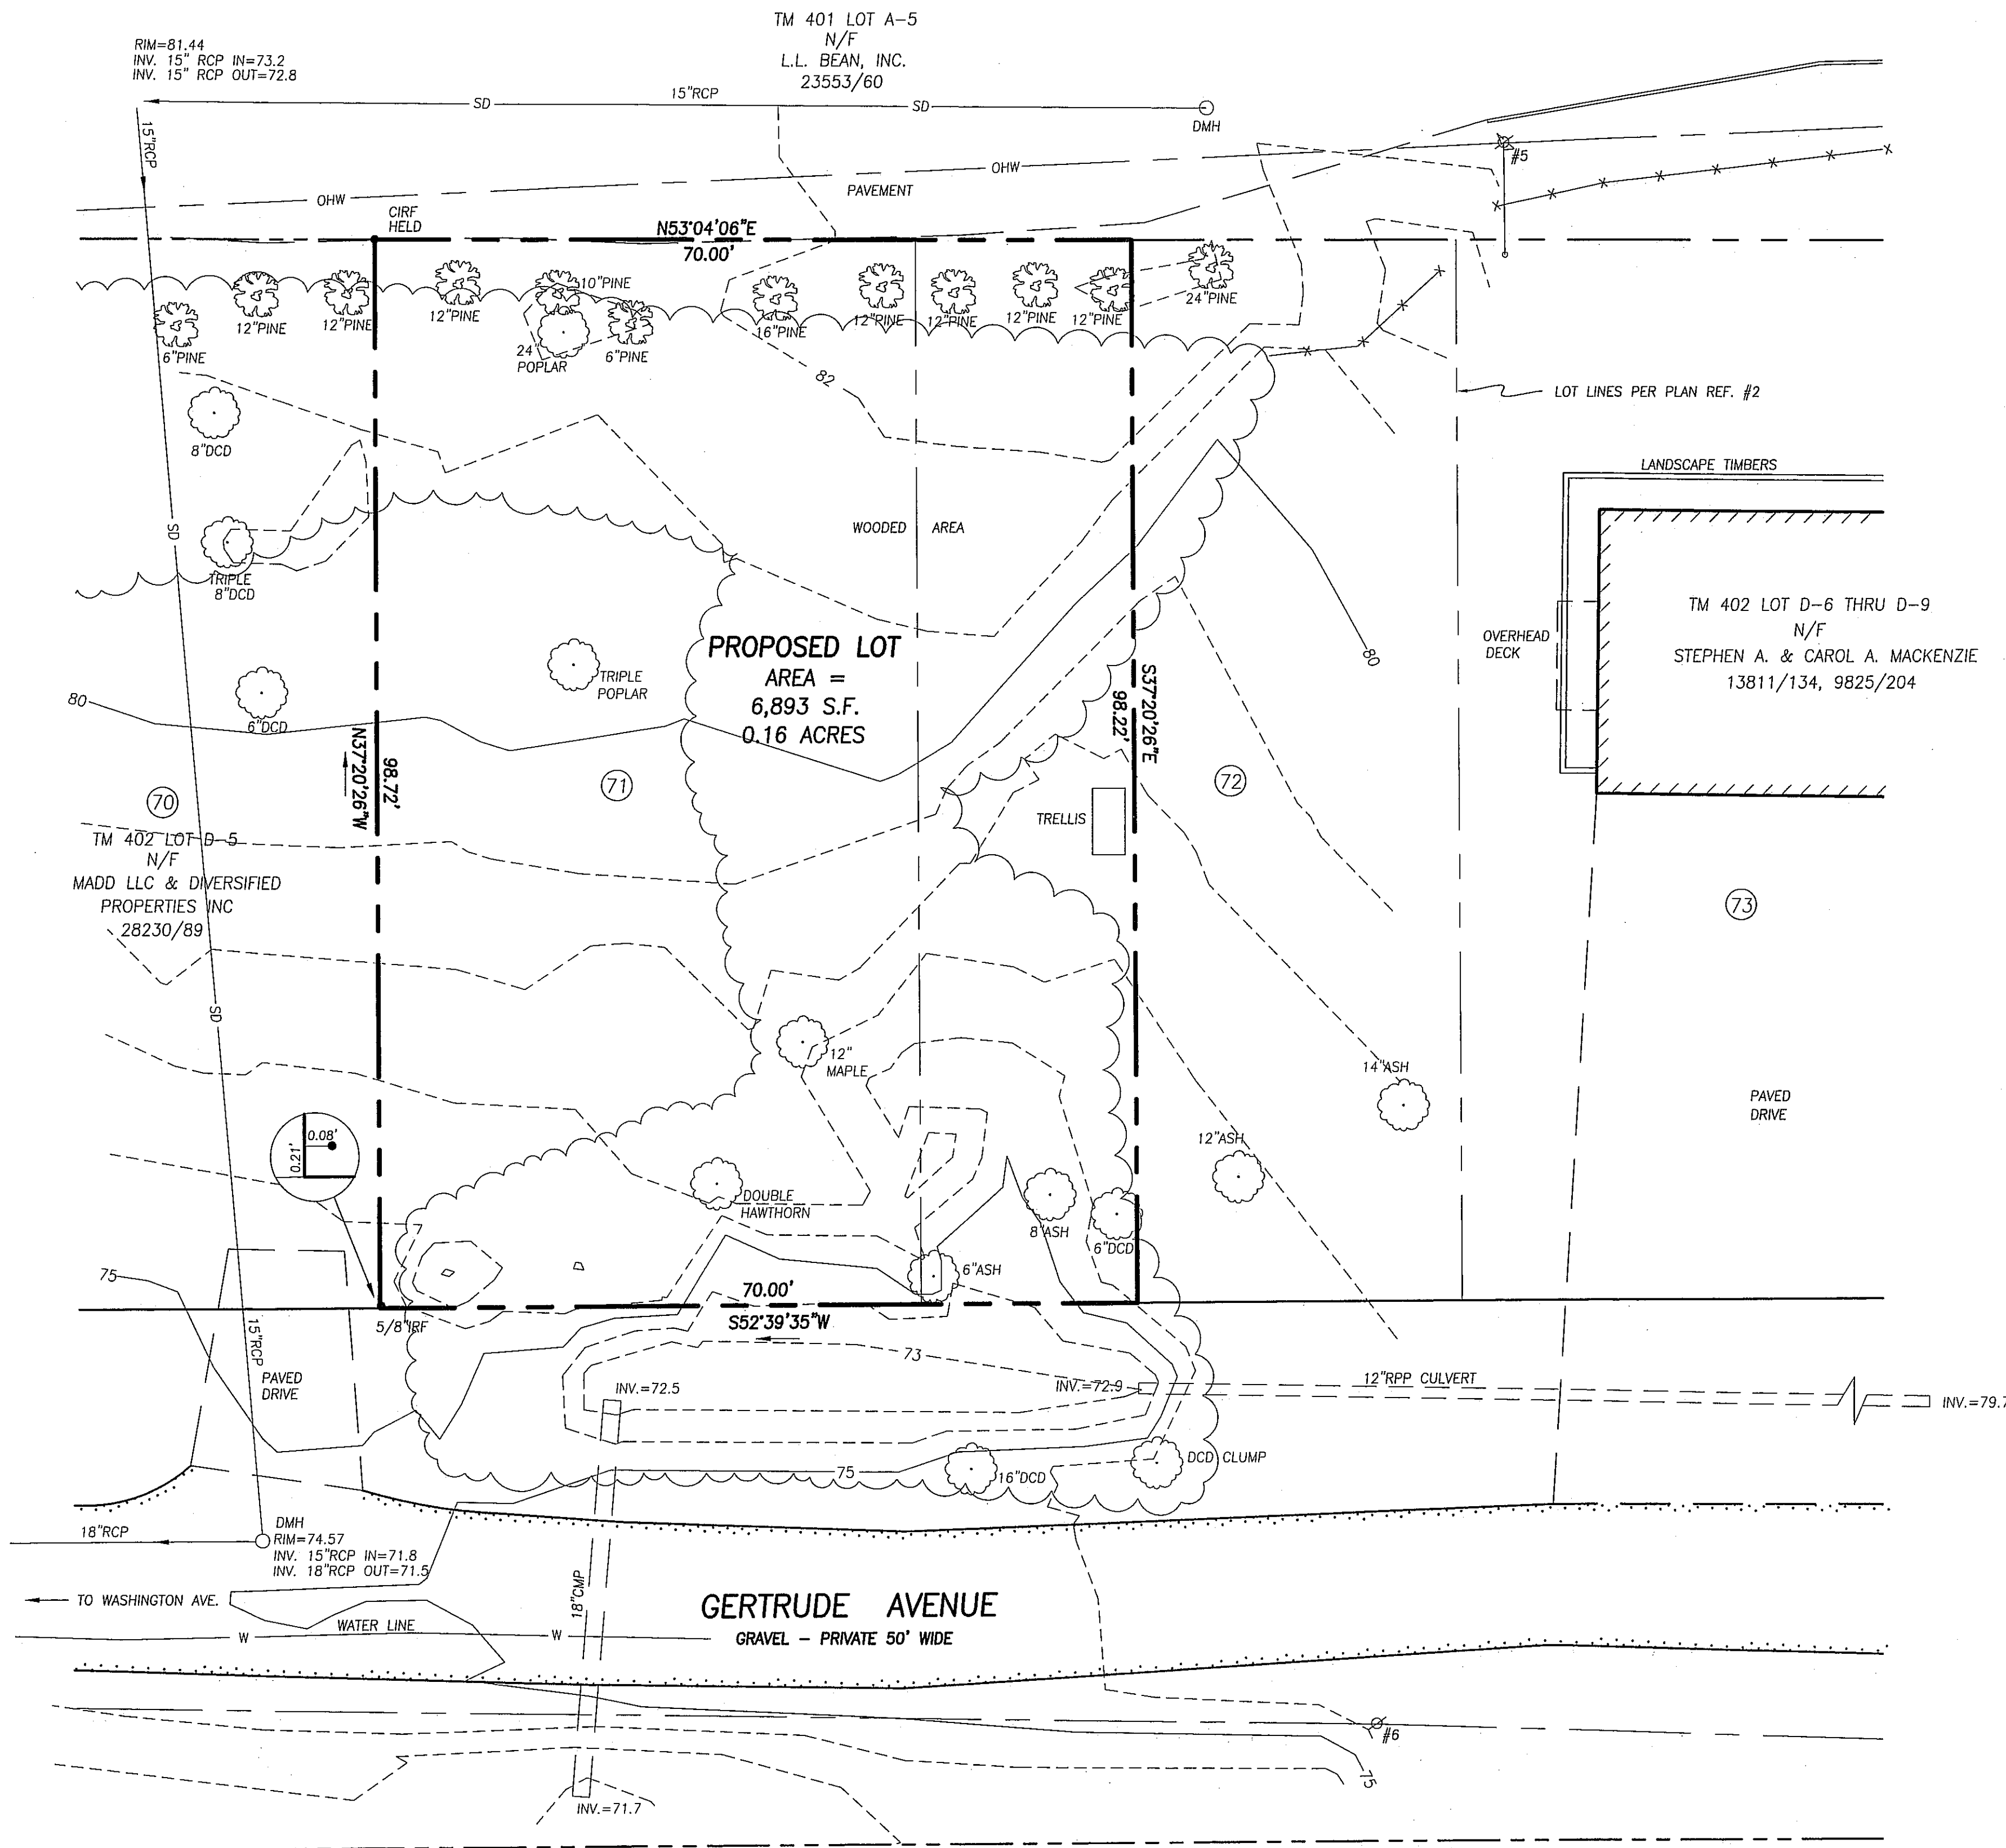 TM 401 LOT A-5
N/F
L.L. BEAN, INC.
23553/60
RIM=81.44
INV. 15" RCP IN=73.2
INV. 15" RCP OUT=72.8
SD
15"RCP
SD
DMH
15"RCP
OHW
PAVEMENT
OHW
#5
CIRF
HELD
N53°04'06"E
70.00'
6"PINE
12"PINE
12"PINE
12"PINE
10"PINE
24"
POPLAR
6"PINE
16"PINE
12"PINE
12"PINE
12"PINE
12"PINE
24"PINE
82
LOT LINES PER PLAN REF. #2
8"DCD
LANDSCAPE TIMBERS
SD
WOODED AREA
TRIPLE
8"DCD
TM 402 LOT D-6 THRU D-9
N/F
STEPHEN A. & CAROL A. MACKENZIE
13811/134, 9825/204
OVERHEAD
DECK
PROPOSED LOT
AREA =
6,893 S.F.
0.16 ACRES
80
TRIPLE
POPLAR
S37°20'26"E
98.22'
80
6"DCD
N37°20'26"W
98.72'
70
71
72
73
TRELLIS
TM 402 LOT D-5
N/F
MADD LLC & DIVERSIFIED
PROPERTIES INC
28230/89
SD
12"
MAPLE
14"ASH
PAVED
DRIVE
0.08'
0.21'
12"ASH
DOUBLE
HAWTHORN
8"ASH
6"DCD
6"ASH
75
70.00'
S52°39'35"W
5/8"IRF
15"RCP
PAVED
DRIVE
73
INV.=72.5
INV.=72.9
12"RPP CULVERT
INV.=79.7
75
16"DCD
DCD CLUMP
18"RCP
DMH
RIM=74.57
INV. 15"RCP IN=71.8
INV. 18"RCP OUT=71.5
TO WASHINGTON AVE.
18"CMP
GERTRUDE AVENUE
GRAVEL - PRIVATE 50' WIDE
W
WATER LINE
W
#6
75
INV.=71.7